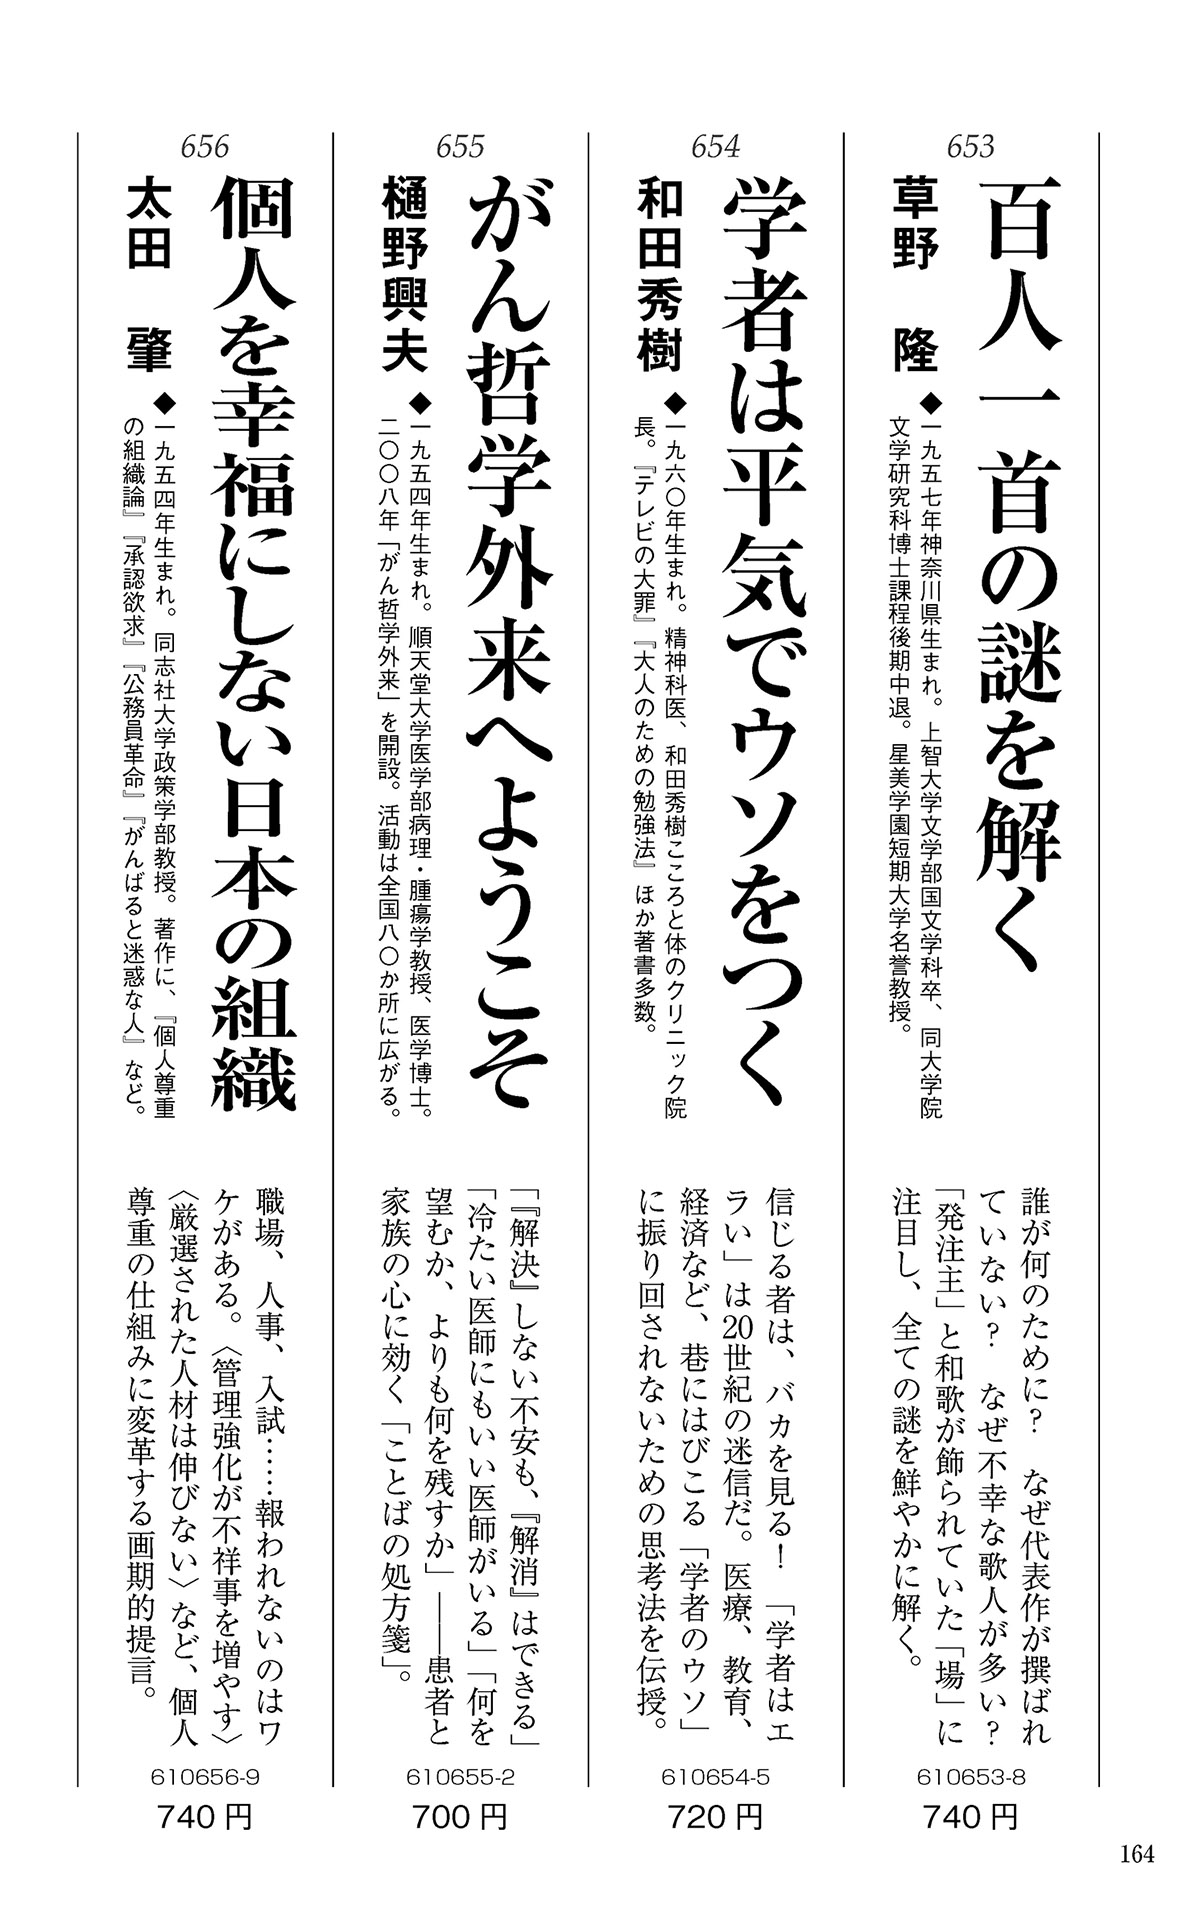 653
百人一首の謎を解く
草野　隆
◆一九五七年神奈川県生まれ。上智大学文学部国文学科卒、同大学院
文学研究科博士課程後期中退。星美学園短期大学名誉教授。
誰が何のために？　なぜ代表作が撰ばれ
ていない？　なぜ不幸な歌人が多い？
「発注主」と和歌が飾られていた「場」に
注目し、全ての謎を鮮やかに解く。
610653-8
740円
654
学者は平気でウソをつく
和田秀樹
◆一九六〇年生まれ。精神科医、和田秀樹こころと体のクリニック院
長。『テレビの大罪』『大人のための勉強法』ほか著書多数。
信じる者は、バカを見る！　「学者はエ
ラい」は20世紀の迷信だ。医療、教育、
経済など、巷にはびこる「学者のウソ」
に振り回されないための思考法を伝授。
610654-5
720円
655
がん哲学外来へようこそ
樋野興夫
◆一九五四年生まれ。順天堂大学医学部病理・腫瘍学教授、医学博士。
二〇〇八年「がん哲学外来」を開設。活動は全国八〇か所に広がる。
「『解決』しない不安も、『解消』はできる」
「冷たい医師にもいい医師がいる」「何を
望むか、よりも何を残すか」――患者と
家族の心に効く「ことばの処方箋」。
610655-2
700円
656
個人を幸福にしない日本の組織
太田　肇
◆一九五四年生まれ。同志社大学政策学部教授。著作に、『個人尊重
の組織論』『承認欲求』『公務員革命』『がんばると迷惑な人』など。
職場、人事、入試……報われないのはワ
ケがある。〈管理強化が不祥事を増やす〉
〈厳選された人材は伸びない〉など、個人
尊重の仕組みに変革する画期的提言。
610656-9
740円
164